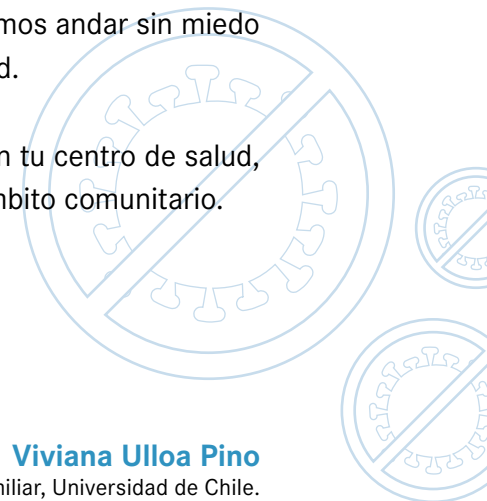 mos andar sin miedo
d.
n tu centro de salud,
mbito comunitario.
Viviana Ulloa Pino
miliar, Universidad de Chile.